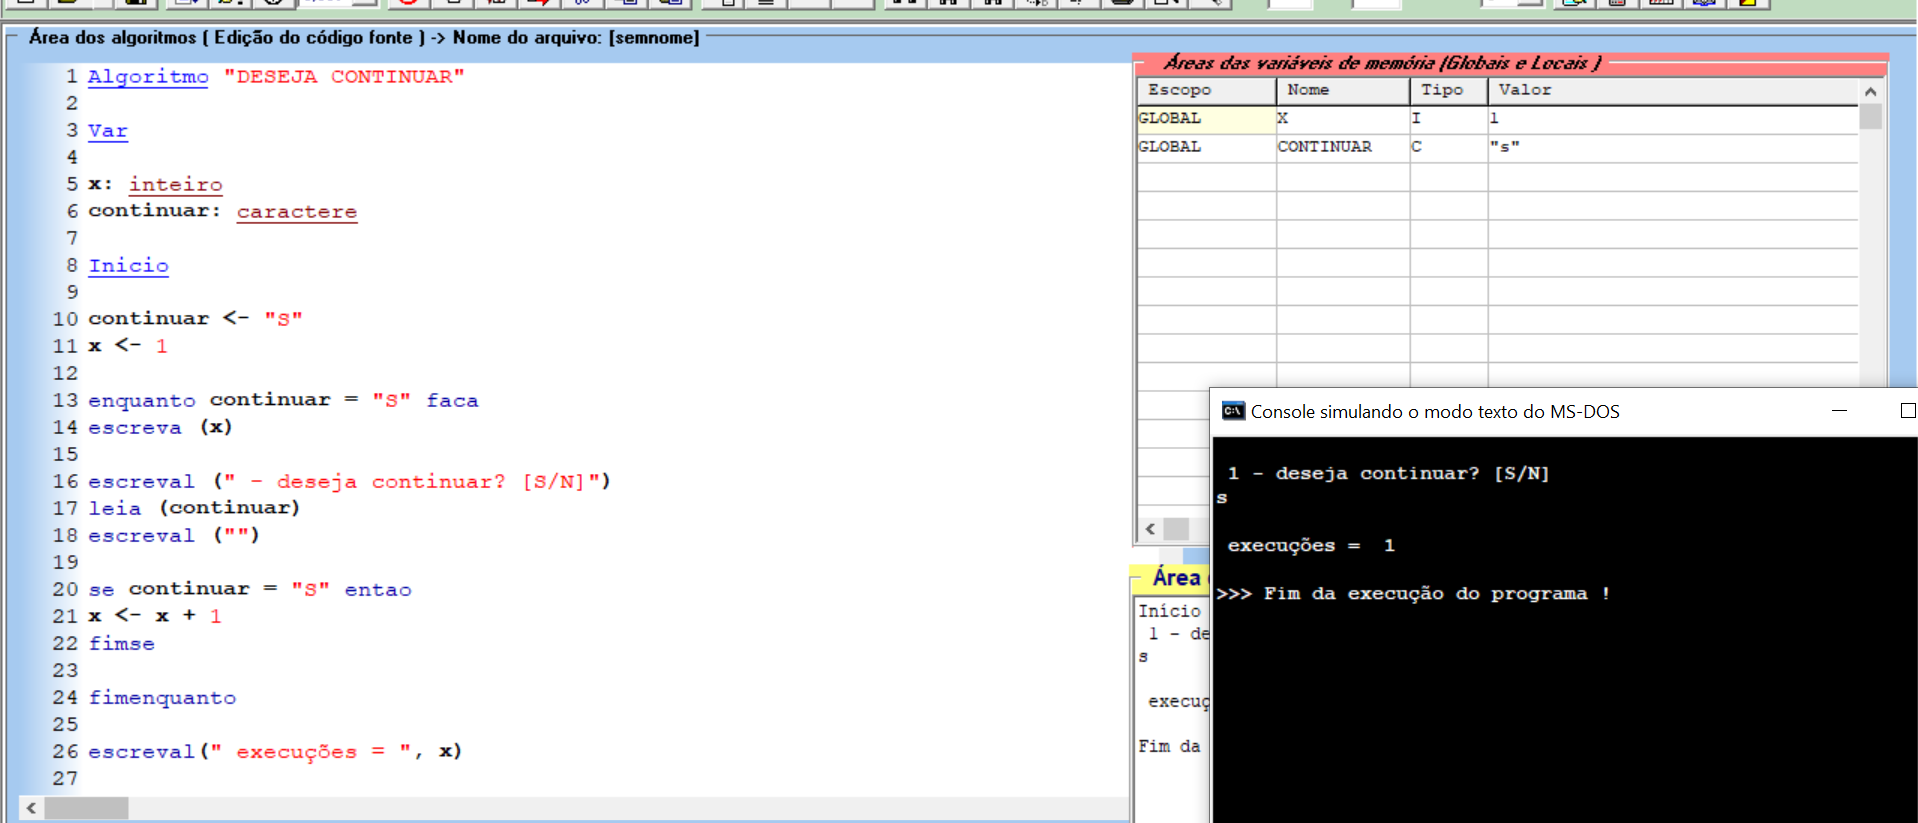 Área dos algoritmos ( Edição do código fonte ) -> Nome do arquivo: [semnome]
1 Algoritmo "DESEJA CONTINUAR"
2
3 Var
4
5 x: inteiro
6 continuar: caractere
7
8 Inicio
9
10 continuar <- "S"
11 x <- 1
12
13 enquanto continuar = "S" faca
14 escreva (x)
15
16 escreval (" - deseja continuar? [S/N]")
17 leia (continuar)
18 escreval ("")
19
20 se continuar = "S" entao
21 x <- x + 1
22 fimse
23
24 fimenquanto
25
26 escreval(" execuções = ", x)
27
Áreas das variáveis de memória (Globais e Locais )
Escopo Nome Tipo Valor
GLOBAL X I 1
GLOBAL CONTINUAR C "s"
Console simulando o modo texto do MS-DOS
1 - deseja continuar? [S/N]
s
execuções = 1
>>> Fim da execução do programa !
Área
Início
1 - de
s
execuç
Fim da